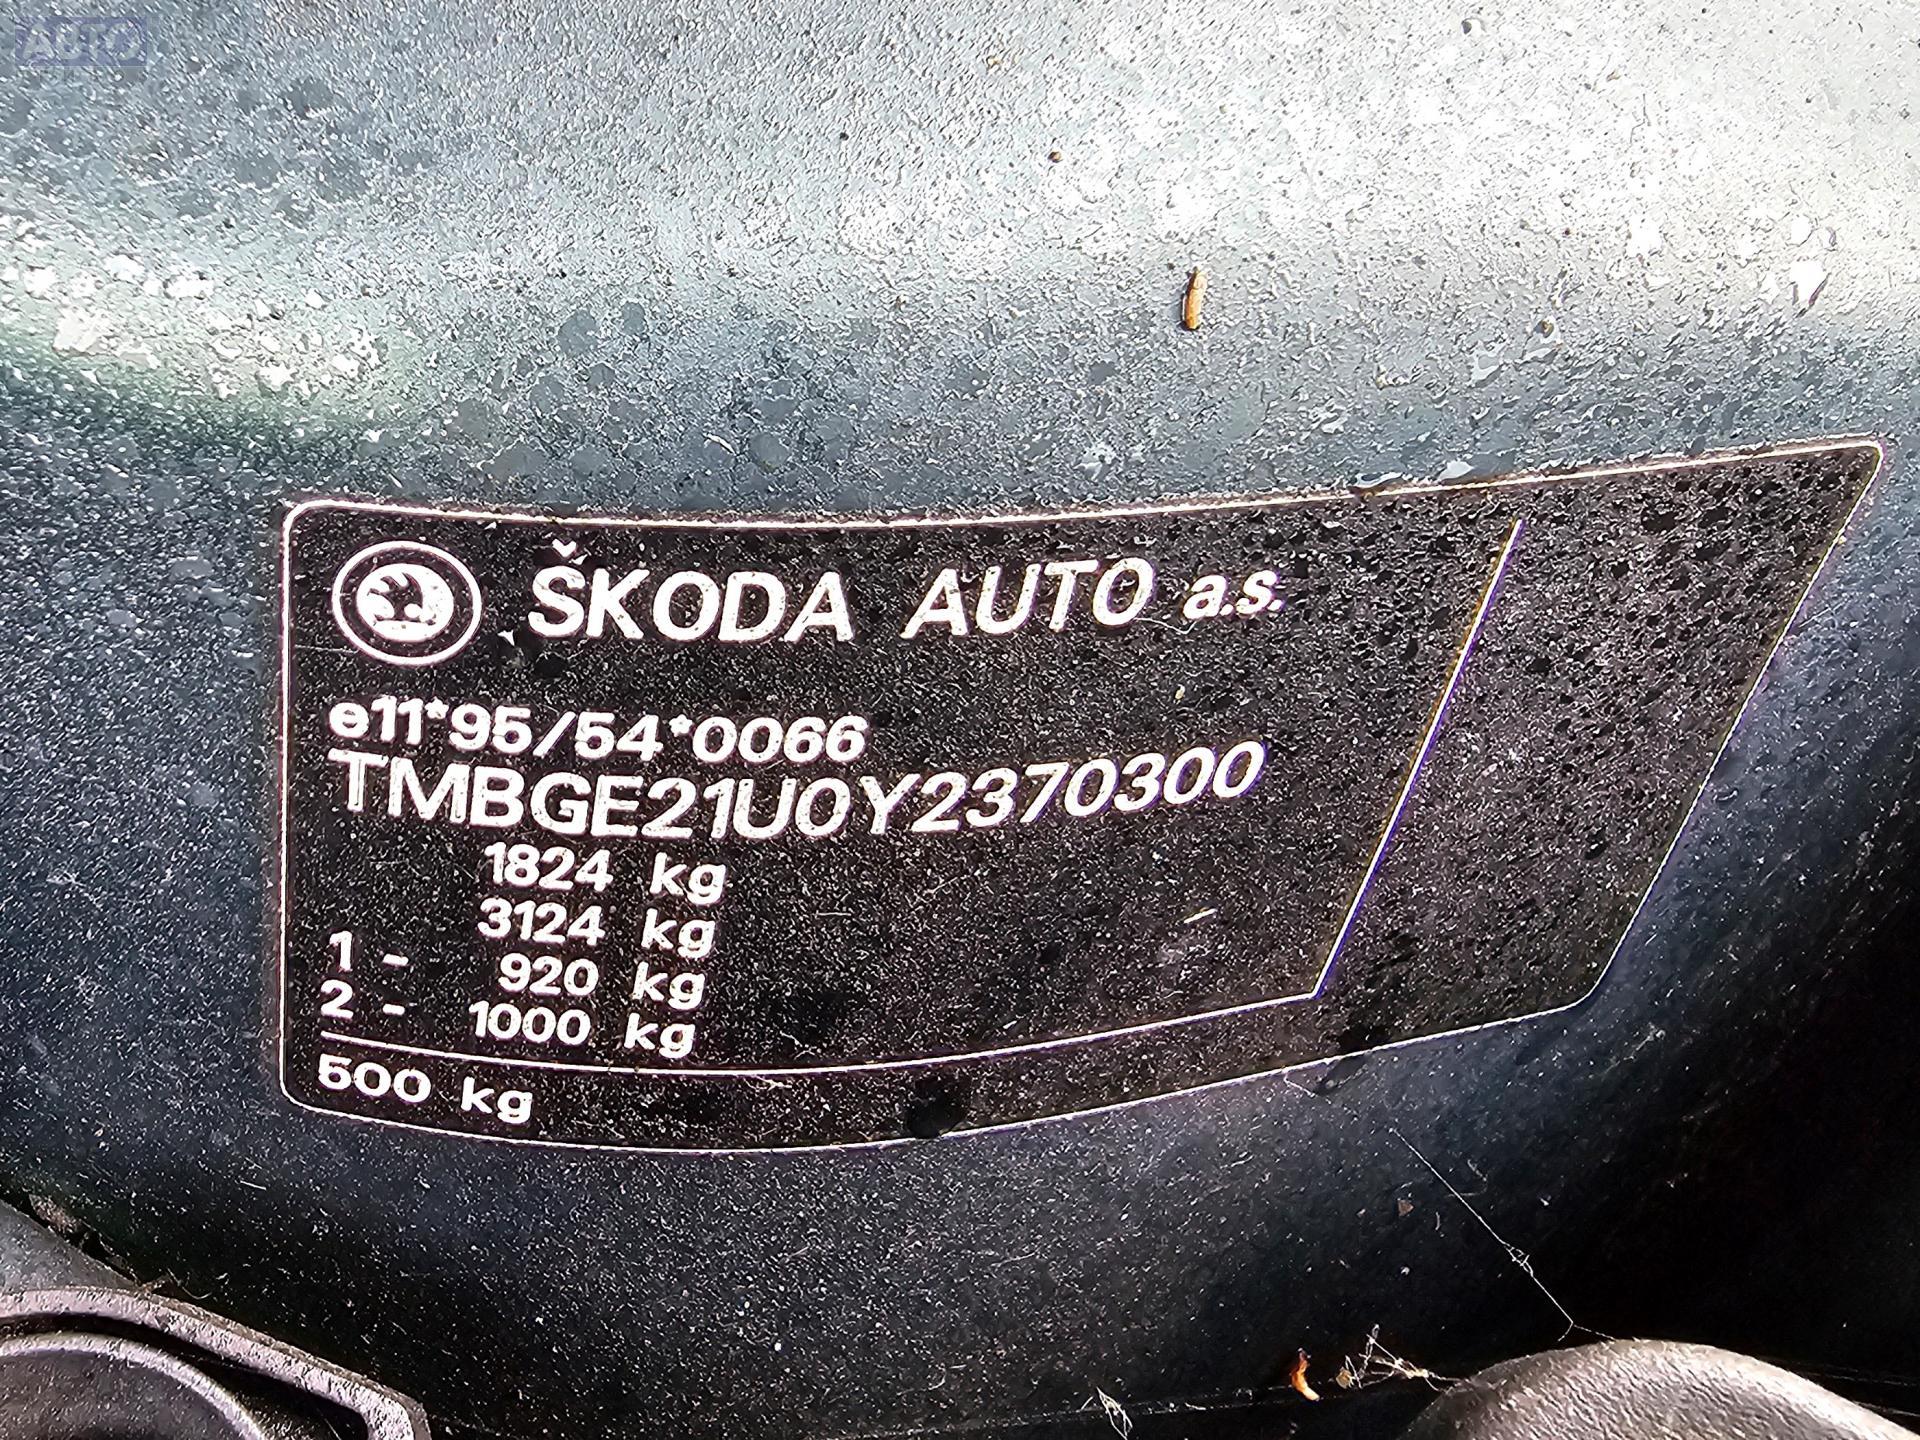 ABTO
ŠKODA AUTO a.s.
e11*95/54*0066
TMBGE21U0Y2370300
1824 kg
3124 kg
1 - 920 kg
2 - 1000 kg
500 kg